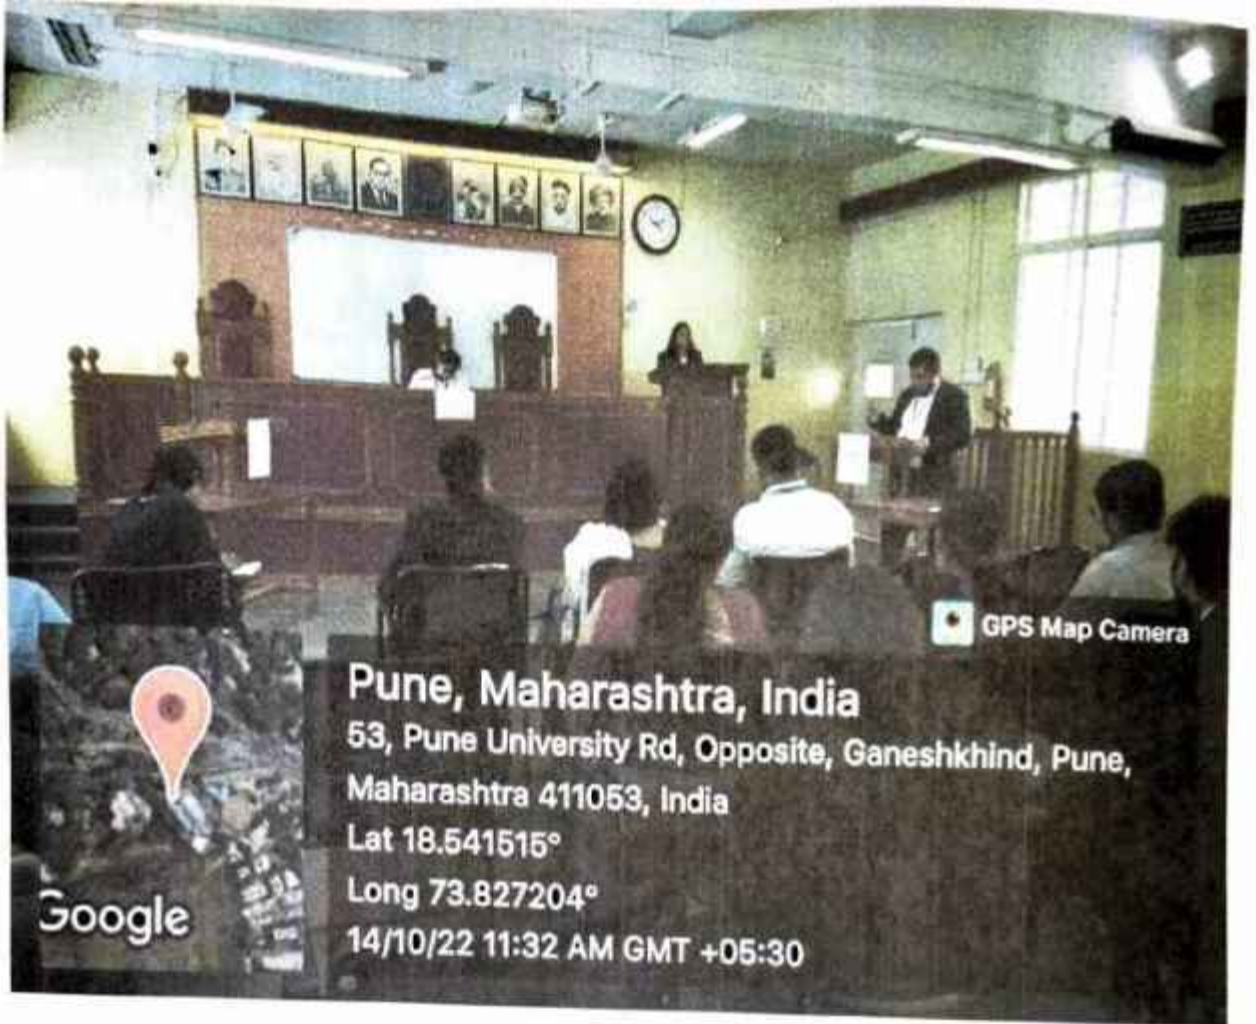 GPS Map Camera
Pune, Maharashtra, India
53, Pune University Rd, Opposite, Ganeshkhind, Pune,
Maharashtra 411053, India
Lat 18.541515°
Long 73.827204°
14/10/22 11:32 AM GMT +05:30
Google